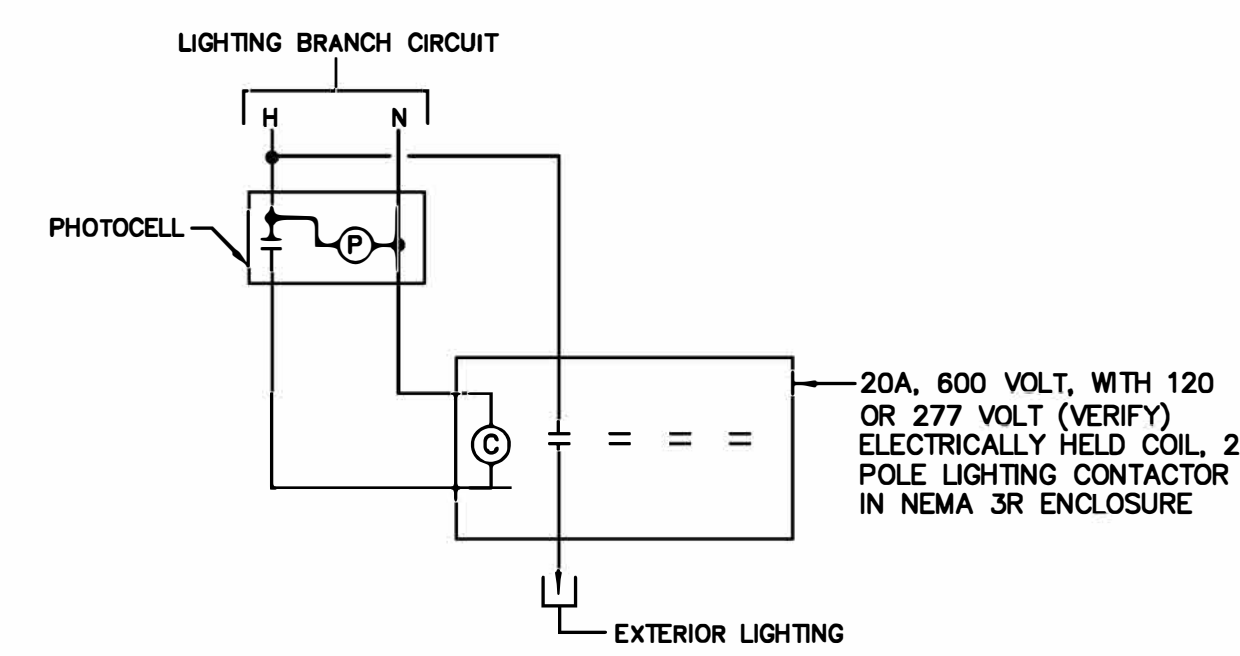 LIGHTING BRANCH CIRCUIT
H N
PHOTOCELL
P
20A, 600 VOLT, WITH 120
OR 277 VOLT (VERIFY)
ELECTRICALLY HELD COIL, 2
POLE LIGHTING CONTACTOR
IN NEMA 3R ENCLOSURE
C
EXTERIOR LIGHTING